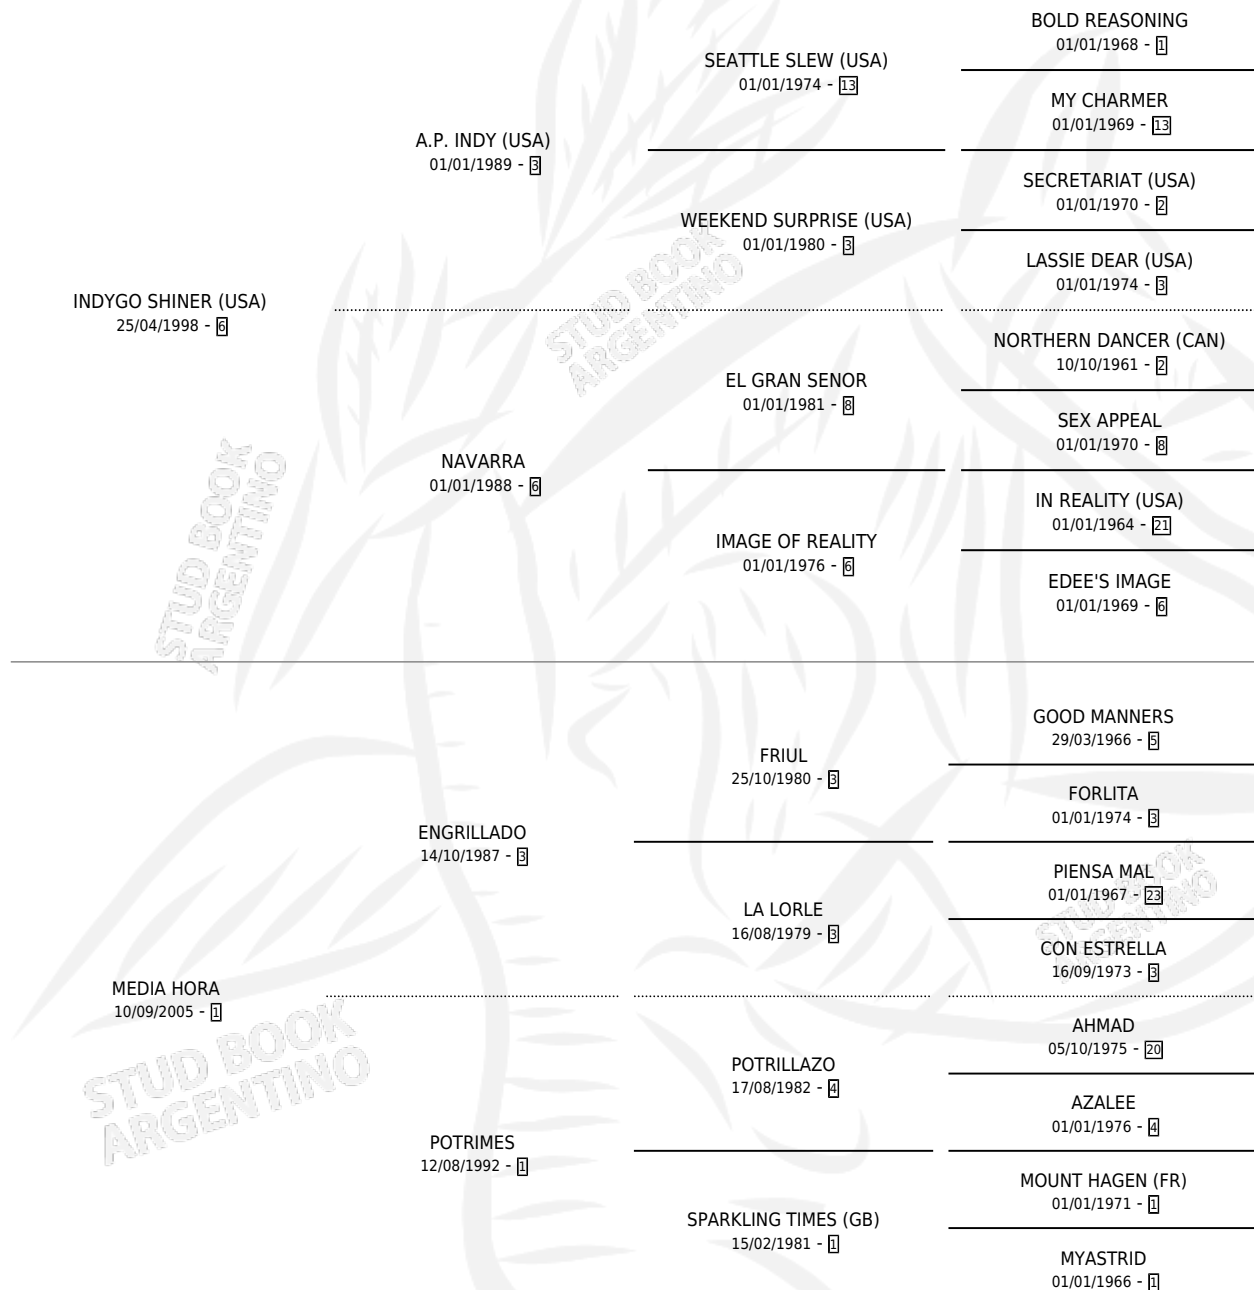 BOLD REASONING
01/01/1968 - 1
SEATTLE SLEW (USA)
01/01/1974 - 13
MY CHARMER
01/01/1969 - 13
A.P. INDY (USA)
01/01/1989 - 3
SECRETARIAT (USA)
01/01/1970 - 2
WEEKEND SURPRISE (USA)
01/01/1980 - 3
LASSIE DEAR (USA)
01/01/1974 - 3
INDYGO SHINER (USA)
25/04/1998 - 6
STUD BOOK
ARGENTINO
NORTHERN DANCER (CAN)
10/10/1961 - 2
EL GRAN SENOR
01/01/1981 - 8
SEX APPEAL
01/01/1970 - 8
NAVARRA
01/01/1988 - 6
IN REALITY (USA)
01/01/1964 - 21
IMAGE OF REALITY
01/01/1976 - 6
EDEE'S IMAGE
01/01/1969 - 6
STUD BOOK
ARGENTINO
GOOD MANNERS
29/03/1966 - 5
FRIUL
25/10/1980 - 3
FORLITA
01/01/1974 - 3
ENGRILLADO
14/10/1987 - 3
PIENSA MAL
01/01/1967 - 23
LA LORLE
16/08/1979 - 3
STUD BOOK
ARGENTINO
CON ESTRELLA
16/09/1973 - 3
MEDIA HORA
10/09/2005 - 1
AHMAD
05/10/1975 - 20
POTRILLAZO
17/08/1982 - 4
AZALEE
01/01/1976 - 4
STUD BOOK
ARGENTINO
POTRIMES
12/08/1992 - 1
MOUNT HAGEN (FR)
01/01/1971 - 1
SPARKLING TIMES (GB)
15/02/1981 - 1
MYASTRID
01/01/1966 - 1